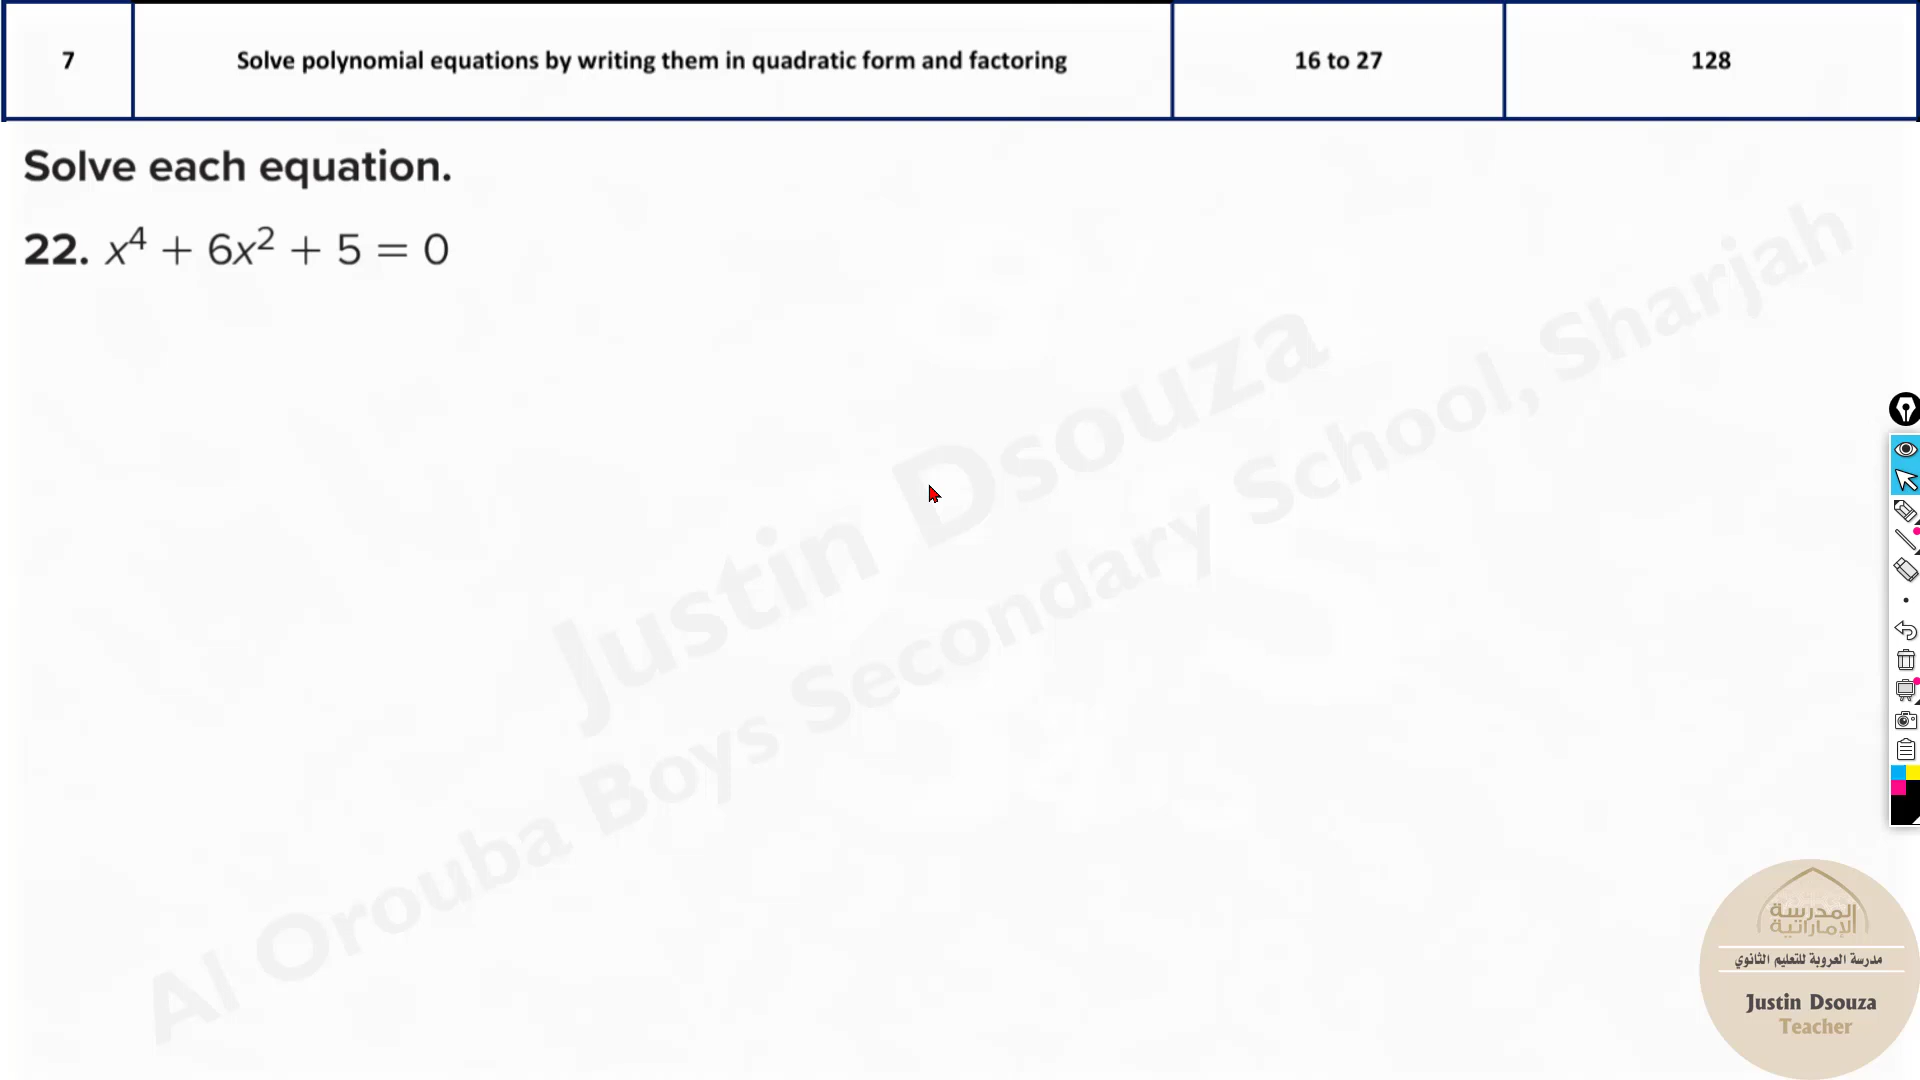 7 Solve polynomial equations by writing them in quadratic form and factoring 16 to 27 128
Solve each equation.
22. x⁴ + 6x² + 5 = 0
Justin Dsouza
Al Orouba Boys Secondary School, Sharjah
المدرسة
الإماراتية
مدرسة العروبة للتعليم الثانوي
Justin Dsouza
Teacher